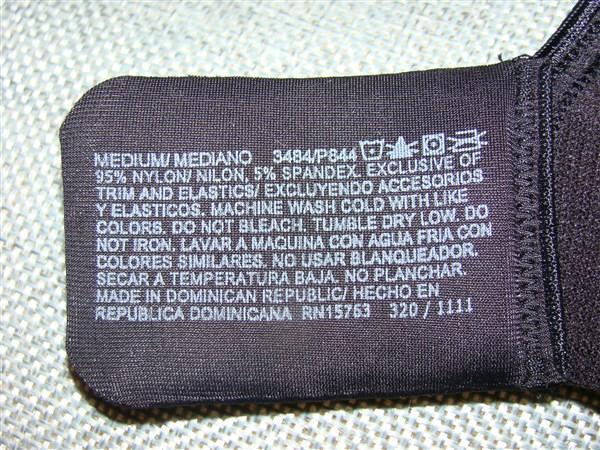 MEDIUM/ MEDIANO 3484/P844
95% NYLON/ NILON, 5% SPANDEX. EXCLUSIVE OF
TRIM AND ELASTICS/ EXCLUYENDO ACCESORIOS
Y ELASTICOS. MACHINE WASH COLD WITH LIKE
COLORS. DO NOT BLEACH. TUMBLE DRY LOW. DO
NOT IRON. LAVAR A MAQUINA CON AGUA FRIA CON
COLORES SIMILARES. NO USAR BLANQUEADOR.
SECAR A TEMPERATURA BAJA. NO PLANCHAR.
MADE IN DOMINICAN REPUBLIC/ HECHO EN
REPUBLICA DOMINICANA RN15763 320 / 1111